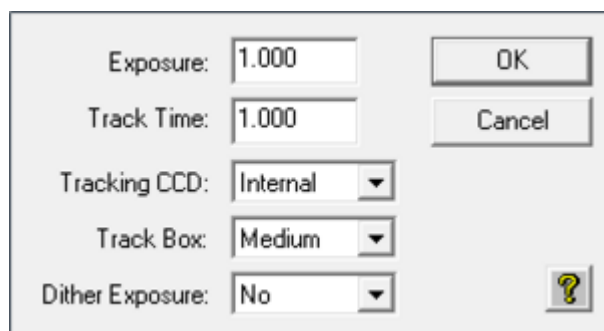 Exposure: 1.000 OK
Track Time: 1.000 Cancel
Tracking CCD: Internal
Track Box: Medium
Dither Exposure: No ?